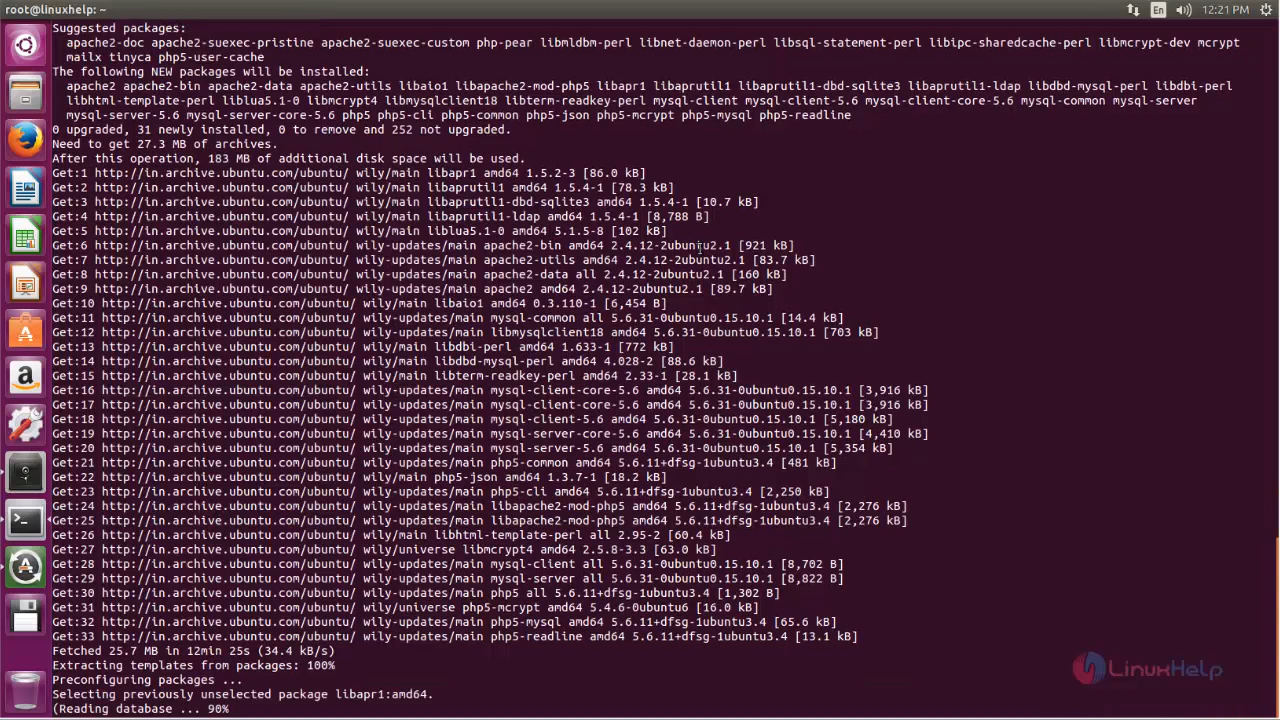 root@linuxhelp: ~
En
12:21 PM
Suggested packages:
apache2-doc apache2-suexec-pristine apache2-suexec-custom php-pear libmldbm-perl libnet-daemon-perl libsql-statement-perl libipc-sharedcache-perl libmcrypt-dev mcrypt
mailx tinyca php5-user-cache
The following NEW packages will be installed:
apache2 apache2-bin apache2-data apache2-utils libaio1 libapache2-mod-php5 libapr1 libaprutil1 libaprutil1-dbd-sqlite3 libaprutil1-ldap libdbd-mysql-perl libdbi-perl
libhtml-template-perl liblua5.1-0 libmcrypt4 libmysqlclient18 libterm-readkey-perl mysql-client mysql-client-5.6 mysql-client-core-5.6 mysql-common mysql-server
mysql-server-5.6 mysql-server-core-5.6 php5 php5-cli php5-common php5-json php5-mcrypt php5-mysql php5-readline
0 upgraded, 31 newly installed, 0 to remove and 252 not upgraded.
Need to get 27.3 MB of archives.
After this operation, 183 MB of additional disk space will be used.
Get:1 http://in.archive.ubuntu.com/ubuntu/ wily/main libapr1 amd64 1.5.2-3 [86.0 kB]
Get:2 http://in.archive.ubuntu.com/ubuntu/ wily/main libaprutil1 amd64 1.5.4-1 [78.3 kB]
Get:3 http://in.archive.ubuntu.com/ubuntu/ wily/main libaprutil1-dbd-sqlite3 amd64 1.5.4-1 [10.7 kB]
Get:4 http://in.archive.ubuntu.com/ubuntu/ wily/main libaprutil1-ldap amd64 1.5.4-1 [8,788 B]
Get:5 http://in.archive.ubuntu.com/ubuntu/ wily/main liblua5.1-0 amd64 5.1.5-8 [102 kB]
Get:6 http://in.archive.ubuntu.com/ubuntu/ wily-updates/main apache2-bin amd64 2.4.12-2ubuntu2.1 [921 kB]
Get:7 http://in.archive.ubuntu.com/ubuntu/ wily-updates/main apache2-utils amd64 2.4.12-2ubuntu2.1 [83.7 kB]
Get:8 http://in.archive.ubuntu.com/ubuntu/ wily-updates/main apache2-data all 2.4.12-2ubuntu2.1 [160 kB]
Get:9 http://in.archive.ubuntu.com/ubuntu/ wily-updates/main apache2 amd64 2.4.12-2ubuntu2.1 [89.7 kB]
Get:10 http://in.archive.ubuntu.com/ubuntu/ wily/main libaio1 amd64 0.3.110-1 [6,454 B]
Get:11 http://in.archive.ubuntu.com/ubuntu/ wily-updates/main mysql-common all 5.6.31-0ubuntu0.15.10.1 [14.4 kB]
Get:12 http://in.archive.ubuntu.com/ubuntu/ wily-updates/main libmysqlclient18 amd64 5.6.31-0ubuntu0.15.10.1 [703 kB]
Get:13 http://in.archive.ubuntu.com/ubuntu/ wily/main libdbi-perl amd64 1.633-1 [772 kB]
Get:14 http://in.archive.ubuntu.com/ubuntu/ wily/main libdbd-mysql-perl amd64 4.028-2 [88.6 kB]
Get:15 http://in.archive.ubuntu.com/ubuntu/ wily/main libterm-readkey-perl amd64 2.33-1 [28.1 kB]
Get:16 http://in.archive.ubuntu.com/ubuntu/ wily-updates/main mysql-client-core-5.6 amd64 5.6.31-0ubuntu0.15.10.1 [3,916 kB]
Get:17 http://in.archive.ubuntu.com/ubuntu/ wily-updates/main mysql-client-core-5.6 amd64 5.6.31-0ubuntu0.15.10.1 [3,916 kB]
Get:18 http://in.archive.ubuntu.com/ubuntu/ wily-updates/main mysql-client-5.6 amd64 5.6.31-0ubuntu0.15.10.1 [5,180 kB]
Get:19 http://in.archive.ubuntu.com/ubuntu/ wily-updates/main mysql-server-core-5.6 amd64 5.6.31-0ubuntu0.15.10.1 [4,410 kB]
Get:20 http://in.archive.ubuntu.com/ubuntu/ wily-updates/main mysql-server-5.6 amd64 5.6.31-0ubuntu0.15.10.1 [5,354 kB]
Get:21 http://in.archive.ubuntu.com/ubuntu/ wily-updates/main php5-common amd64 5.6.11+dfsg-1ubuntu3.4 [481 kB]
Get:22 http://in.archive.ubuntu.com/ubuntu/ wily/main php5-json amd64 1.3.7-1 [18.2 kB]
Get:23 http://in.archive.ubuntu.com/ubuntu/ wily-updates/main php5-cli amd64 5.6.11+dfsg-1ubuntu3.4 [2,250 kB]
Get:24 http://in.archive.ubuntu.com/ubuntu/ wily-updates/main libapache2-mod-php5 amd64 5.6.11+dfsg-1ubuntu3.4 [2,276 kB]
Get:25 http://in.archive.ubuntu.com/ubuntu/ wily-updates/main libapache2-mod-php5 amd64 5.6.11+dfsg-1ubuntu3.4 [2,276 kB]
Get:26 http://in.archive.ubuntu.com/ubuntu/ wily/main libhtml-template-perl all 2.95-2 [60.4 kB]
Get:27 http://in.archive.ubuntu.com/ubuntu/ wily/universe libmcrypt4 amd64 2.5.8-3.3 [63.0 kB]
Get:28 http://in.archive.ubuntu.com/ubuntu/ wily-updates/main mysql-client all 5.6.31-0ubuntu0.15.10.1 [8,702 B]
Get:29 http://in.archive.ubuntu.com/ubuntu/ wily-updates/main mysql-server all 5.6.31-0ubuntu0.15.10.1 [8,822 B]
Get:30 http://in.archive.ubuntu.com/ubuntu/ wily-updates/main php5 all 5.6.11+dfsg-1ubuntu3.4 [1,302 B]
Get:31 http://in.archive.ubuntu.com/ubuntu/ wily/universe php5-mcrypt amd64 5.4.6-0ubuntu6 [16.0 kB]
Get:32 http://in.archive.ubuntu.com/ubuntu/ wily-updates/main php5-mysql amd64 5.6.11+dfsg-1ubuntu3.4 [65.6 kB]
Get:33 http://in.archive.ubuntu.com/ubuntu/ wily-updates/main php5-readline amd64 5.6.11+dfsg-1ubuntu3.4 [13.1 kB]
Fetched 25.7 MB in 12min 25s (34.4 kB/s)
Extracting templates from packages: 100%
Preconfiguring packages ...
Selecting previously unselected package libapr1:amd64.
(Reading database ... 90%
LinuxHelp